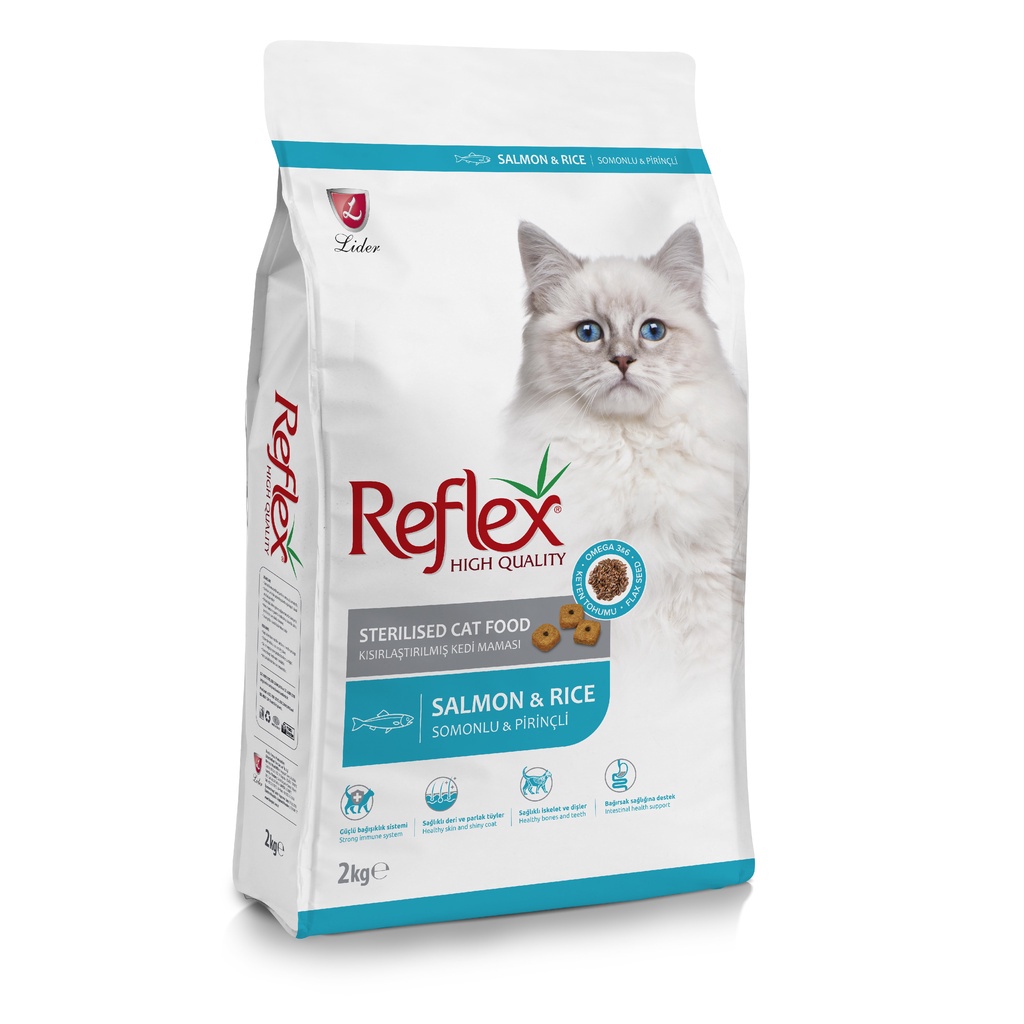 SALMON & RICE | SOMONLU & PİRİNÇLİ
L
Lider
Reflex®
HIGH QUALITY
OMEGA 3&6 • FLAX SEED • KETEN TOHUMU •
STERILISED CAT FOOD
KISIRLAŞTIRILMIŞ KEDİ MAMASI
SALMON & RICE
SOMONLU & PİRİNÇLİ
Güçlü bağışıklık sistemi
Strong immune system
Sağlıklı deri ve parlak tüyler
Healthy skin and shiny coat
Sağlıklı iskelet ve dişler
Healthy bones and teeth
Bağırsak sağlığına destek
Intestinal health support
2kg℮
Reflex
HIGH QUALITY
Lider
2kg℮